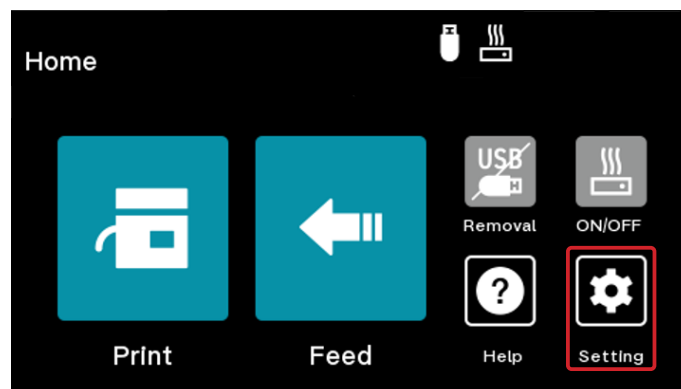 Home
USB
Removal
ON/OFF
?
Print
Feed
Help
Setting